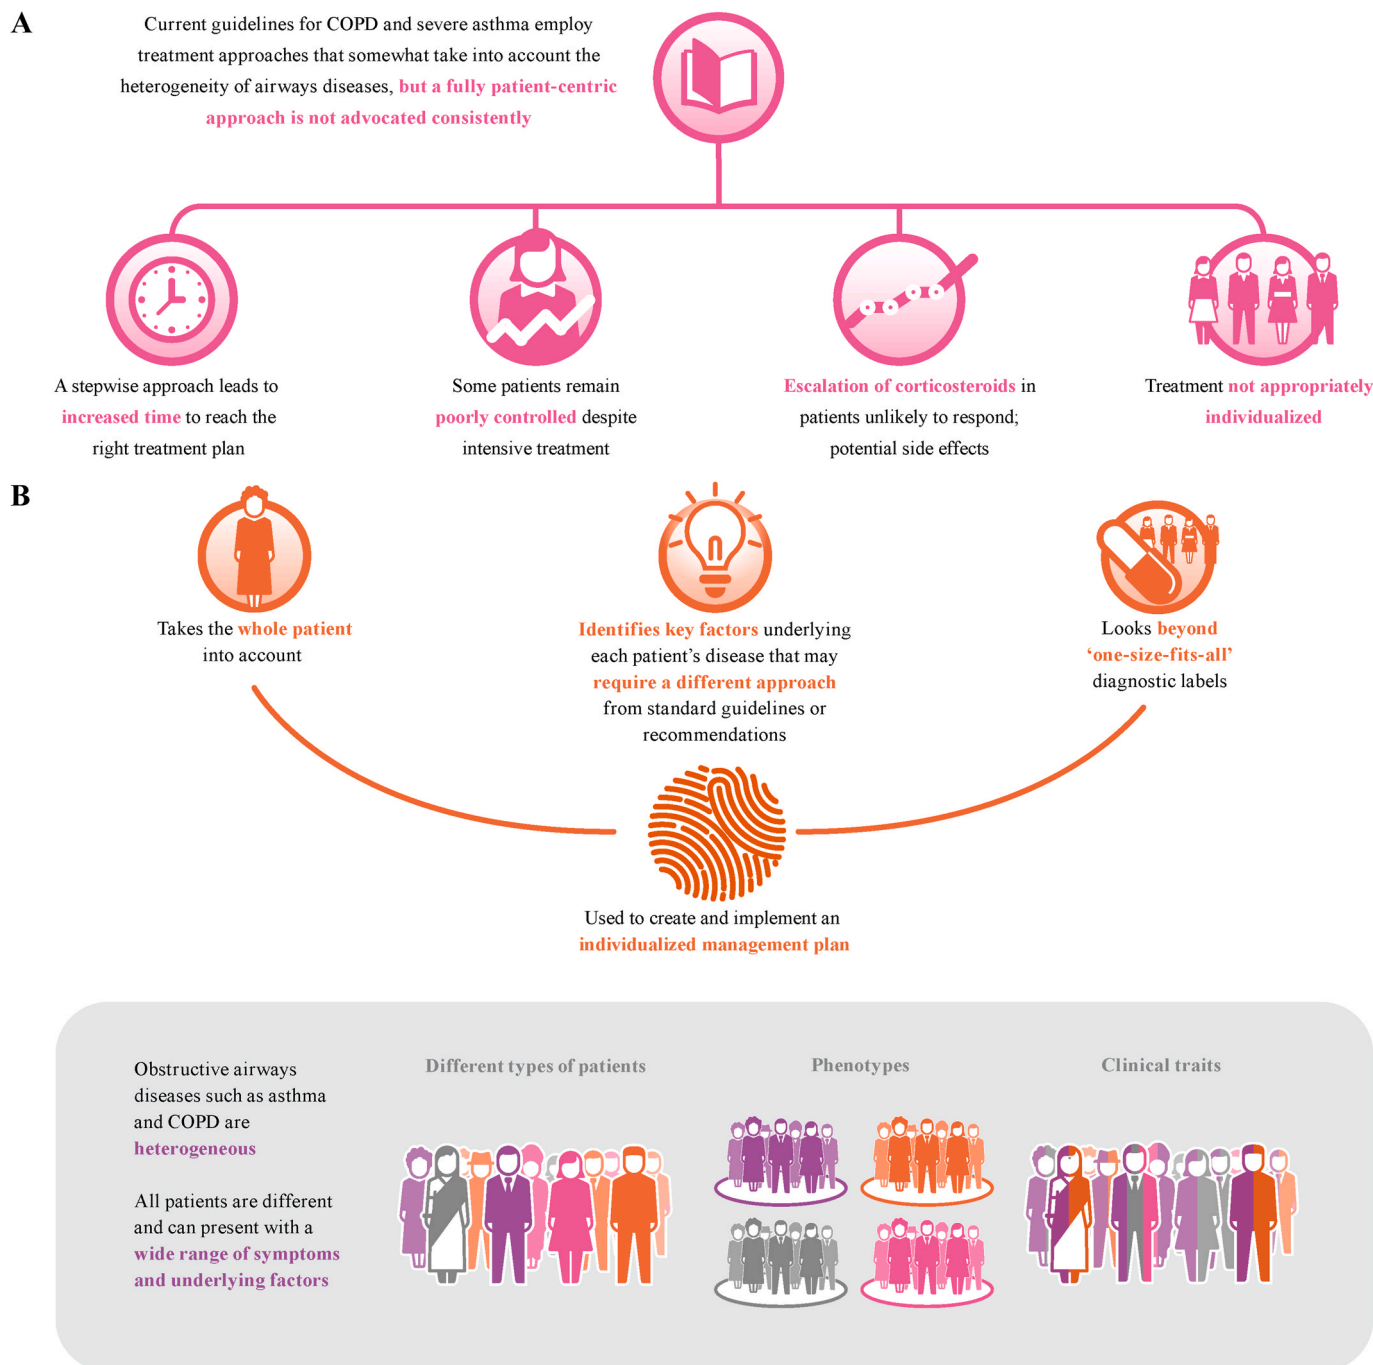 A
Current guidelines for COPD and severe asthma employ
treatment approaches that somewhat take into account the
heterogeneity of airways diseases, but a fully patient-centric
approach is not advocated consistently
A stepwise approach leads to
increased time to reach the
right treatment plan
Some patients remain
poorly controlled despite
intensive treatment
Escalation of corticosteroids in
patients unlikely to respond;
potential side effects
Treatment not appropriately
individualized
B
Takes the whole patient
into account
Identifies key factors underlying
each patient’s disease that may
require a different approach
from standard guidelines or
recommendations
Looks beyond
‘one-size-fits-all’
diagnostic labels
Used to create and implement an
individualized management plan
Obstructive airways
diseases such as asthma
and COPD are
heterogeneous
All patients are different
and can present with a
wide range of symptoms
and underlying factors
Different types of patients
Phenotypes
Clinical traits